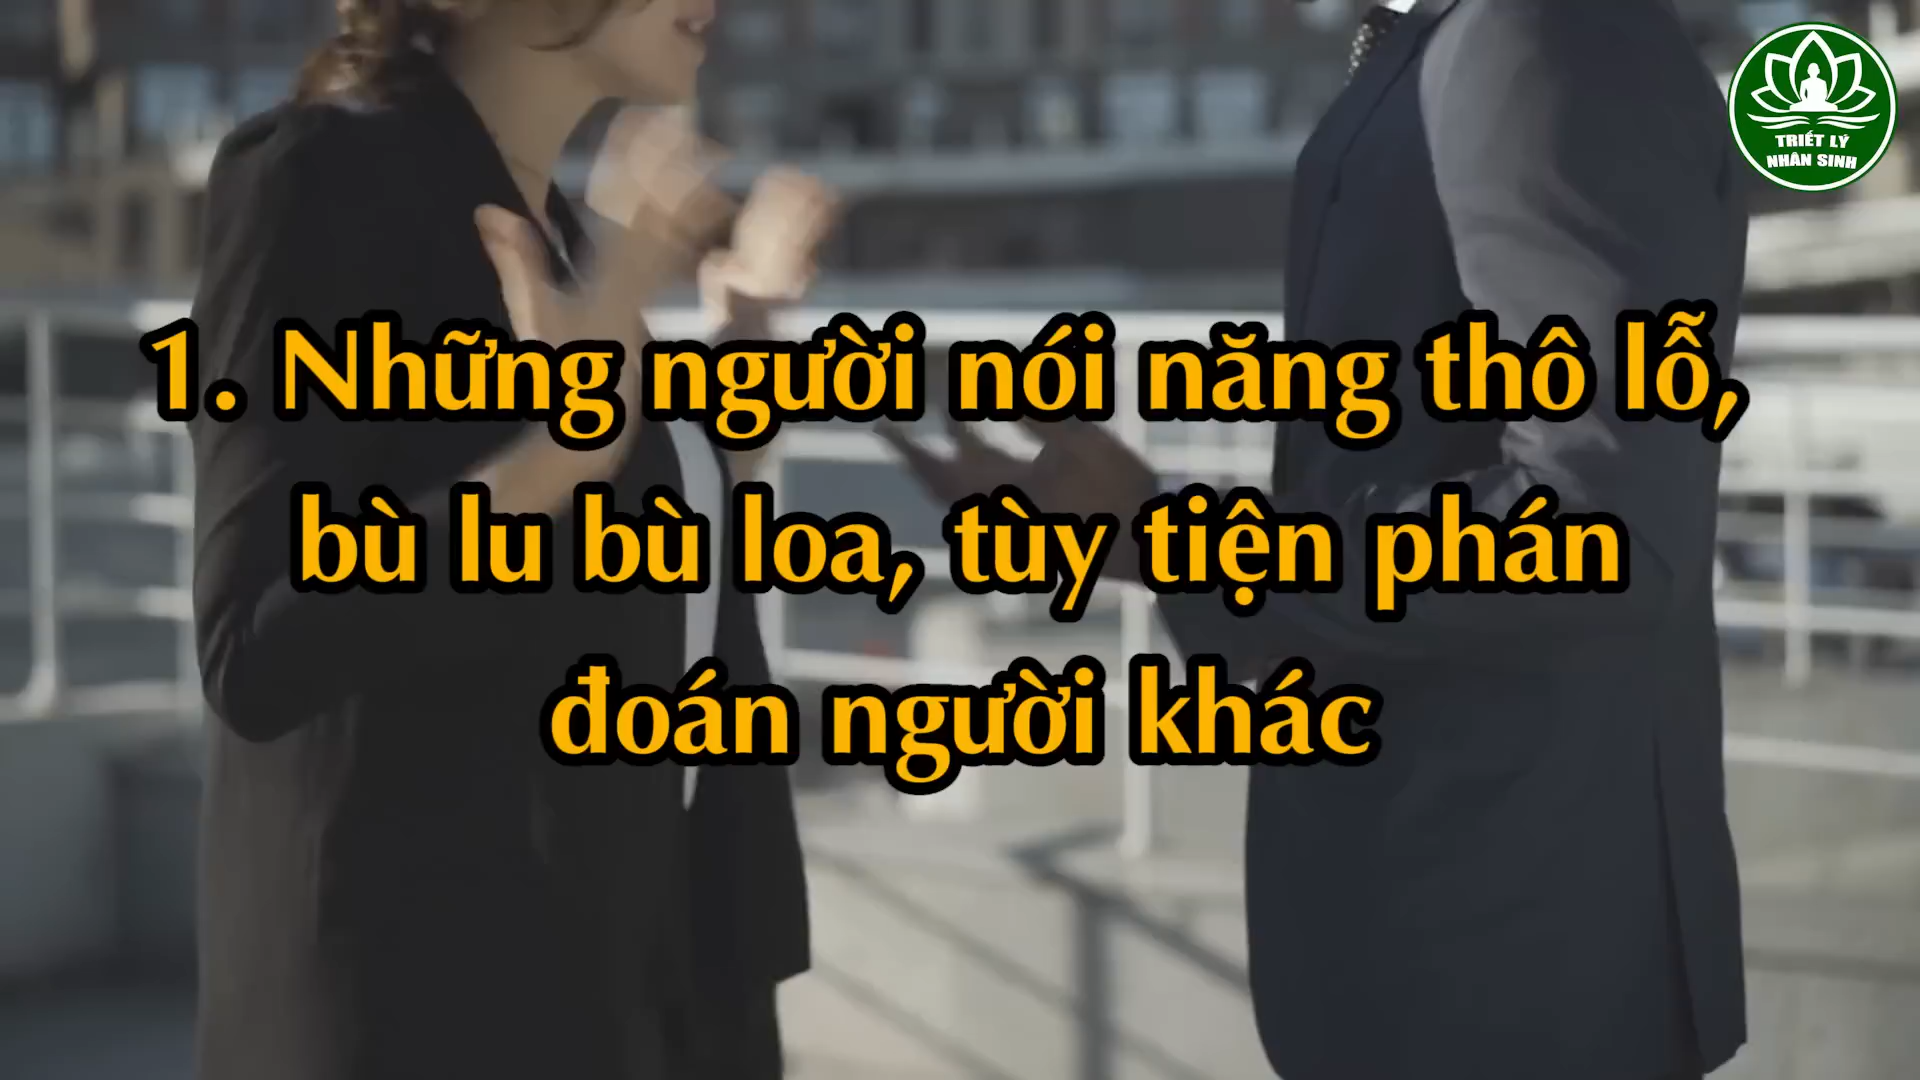 TRIẾT LÝ
NHÂN SINH
1. Những người nói năng thô lỗ,
bù lu bù loa, tùy tiện phán
đoán người khác